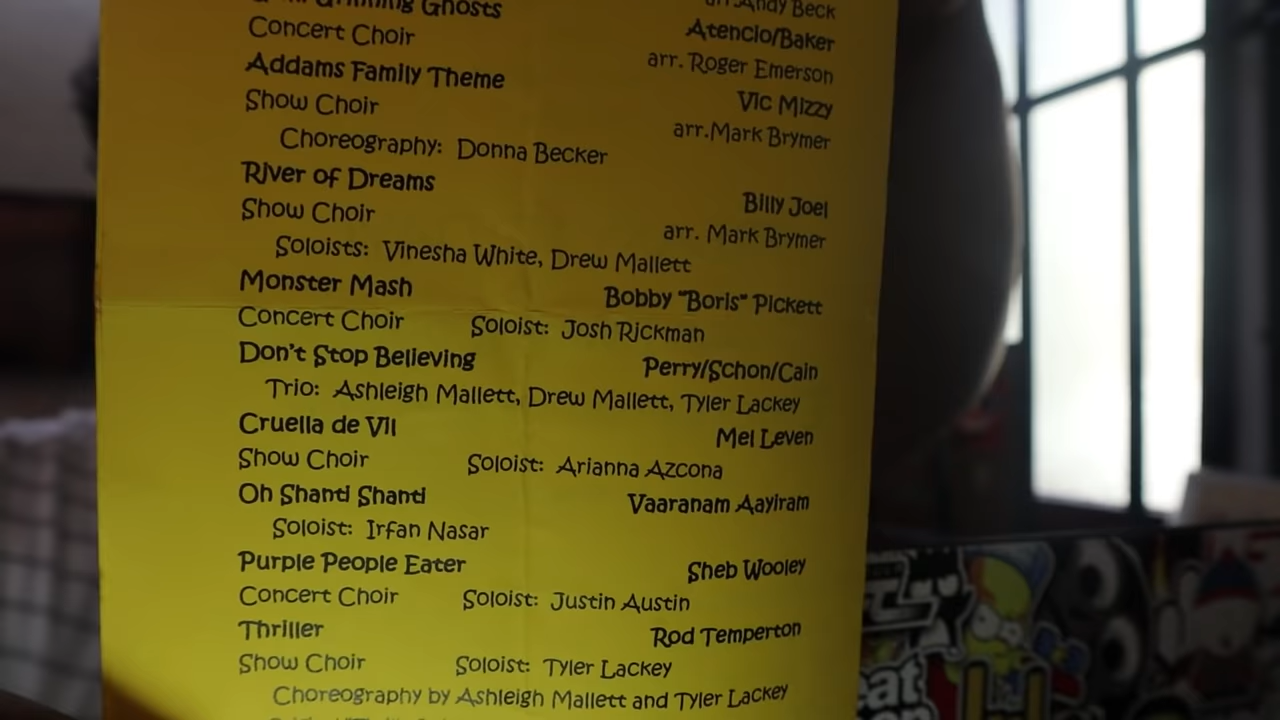 Grinning Ghosts
arr. Andy Beck
Concert Choir
Atencio/Baker
arr. Roger Emerson
Addams Family Theme
Vic Mizzy
Show Choir
arr.Mark Brymer
Choreography: Donna Becker
River of Dreams
Billy Joel
Show Choir
arr. Mark Brymer
Soloists: Vinesha White, Drew Mallett
Monster Mash
Bobby "Boris" Pickett
Concert Choir Soloist: Josh Rickman
Don't Stop Believing
Perry/Schon/Cain
Trio: Ashleigh Mallett, Drew Mallett, Tyler Lackey
Cruella de Vil
Mel Leven
Show Choir Soloist: Arianna Azcona
Oh Shanti Shanti
Vaaranam Aayiram
Soloist: Irfan Nasar
Purple People Eater
Sheb Wooley
Concert Choir Soloist: Justin Austin
Thriller
Rod Temperton
Show Choir Soloist: Tyler Lackey
Choreography by Ashleigh Mallett and Tyler Lackey